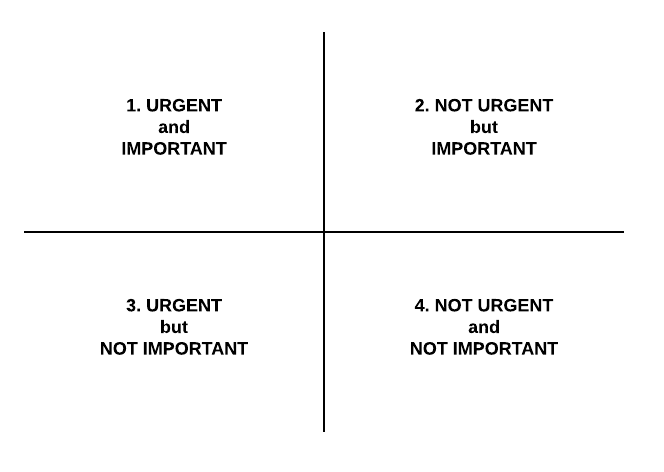 1. URGENT
and
IMPORTANT
2. NOT URGENT
but
IMPORTANT
3. URGENT
but
NOT IMPORTANT
4. NOT URGENT
and
NOT IMPORTANT